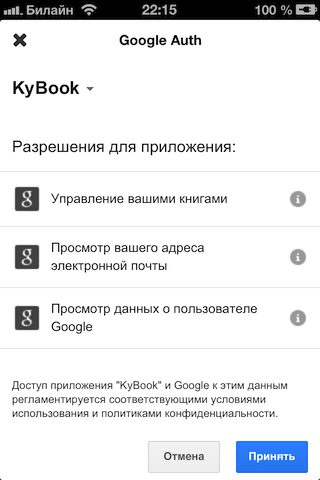 Билайн 22:15 100 %
Google Auth
KyBook
Разрешения для приложения:
g Управление вашими книгами i
g Просмотр вашего адреса
электронной почты i
g Просмотр данных о пользователе
Google i
Доступ приложения "KyBook" и Google к этим данным
регламентируется соответствующими условиями
использования и политиками конфиденциальности.
Отмена Принять